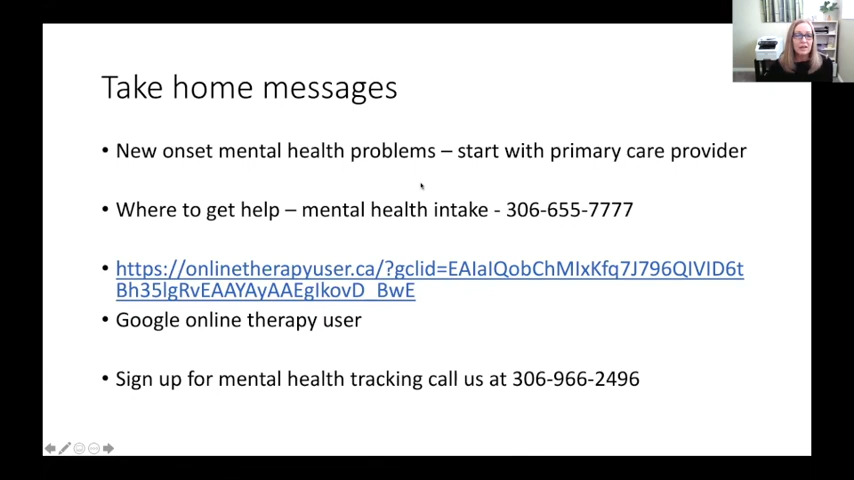 Take home messages
• New onset mental health problems – start with primary care provider
• Where to get help – mental health intake - 306-655-7777
• https://onlinetherapyuser.ca/?gclid=EAIaIQobChMIxKfq7J796QIVID6t
Bh35lgRvEAAYAyAAEgIkovD_BwE
• Google online therapy user
• Sign up for mental health tracking call us at 306-966-2496